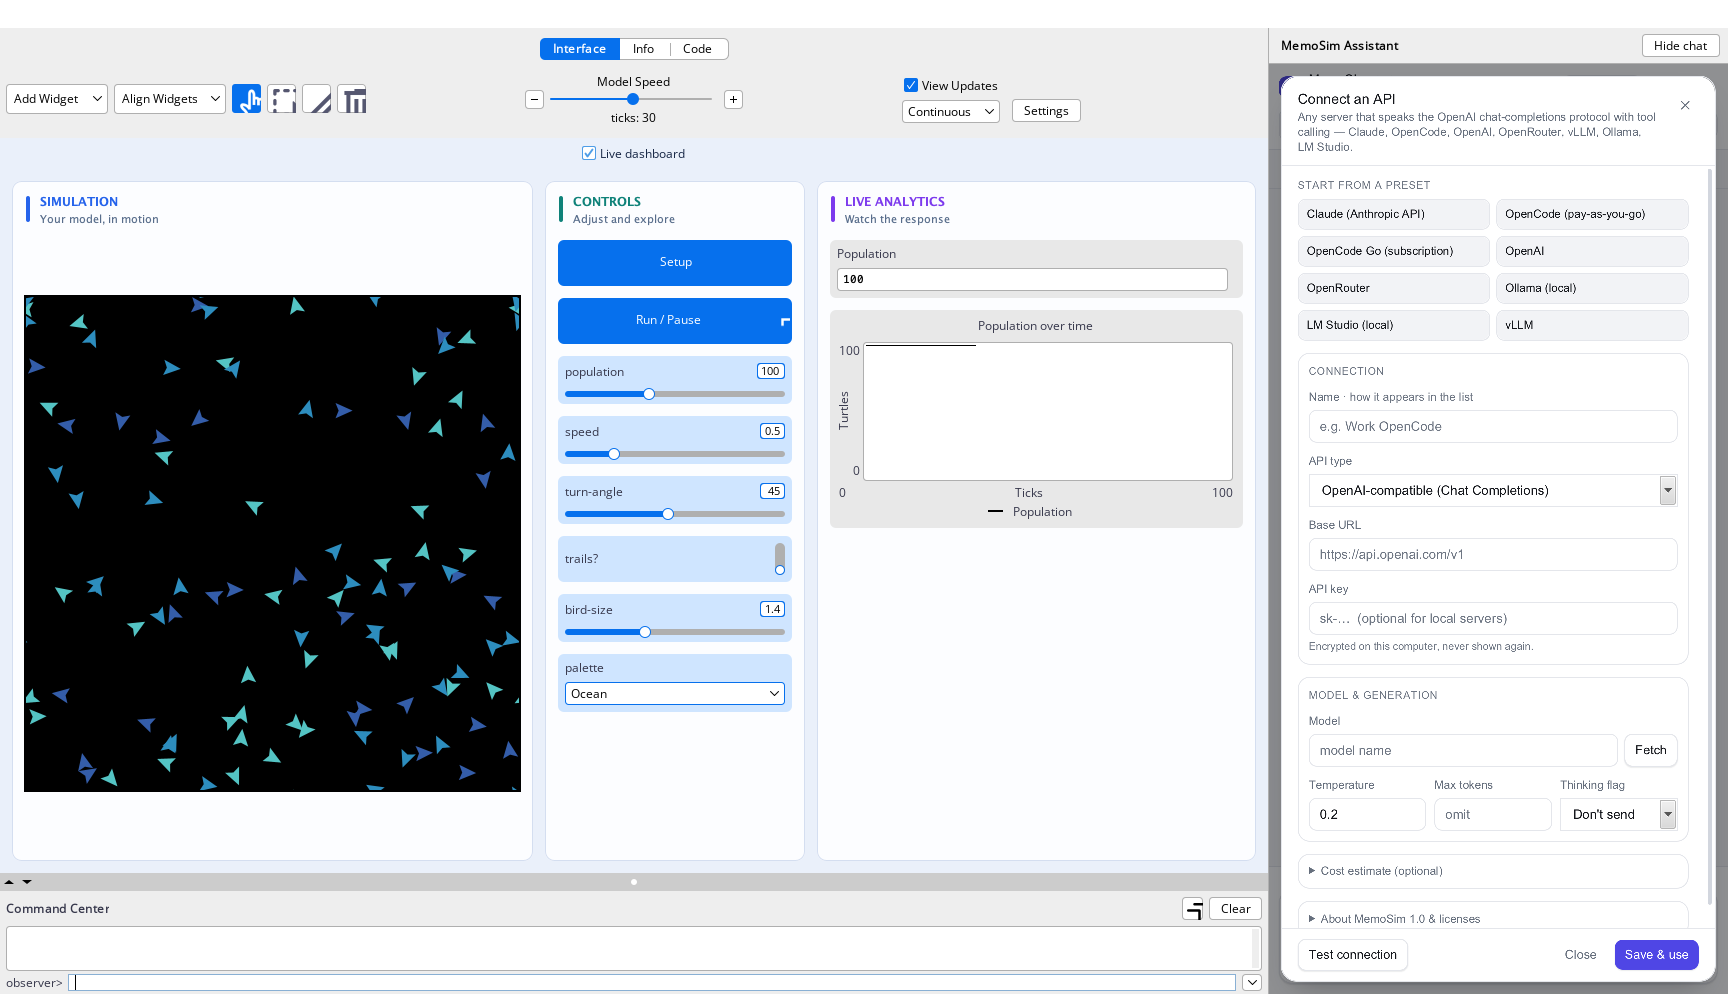 Interface
Info
Code
MemoSim Assistant
Hide chat
Add Widget
Align Widgets
Model Speed
ticks: 30
View Updates
Continuous
Settings
Live dashboard
SIMULATION
Your model, in motion
CONTROLS
Adjust and explore
Setup
Run / Pause
population
100
speed
0.5
turn-angle
45
trails?
bird-size
1.4
palette
Ocean
LIVE ANALYTICS
Watch the response
Population
100
Population over time
100
Turtles
0
0
Ticks
100
Population
Command Center
Clear
observer>
Connect an API
Any server that speaks the OpenAI chat-completions protocol with tool
calling — Claude, OpenCode, OpenAI, OpenRouter, vLLM, Ollama,
LM Studio.
START FROM A PRESET
Claude (Anthropic API)
OpenCode (pay-as-you-go)
OpenCode Go (subscription)
OpenAI
OpenRouter
Ollama (local)
LM Studio (local)
vLLM
CONNECTION
Name · how it appears in the list
e.g. Work OpenCode
API type
OpenAI-compatible (Chat Completions)
Base URL
https://api.openai.com/v1
API key
sk-... (optional for local servers)
Encrypted on this computer, never shown again.
MODEL & GENERATION
Model
model name
Fetch
Temperature
Max tokens
Thinking flag
0.2
omit
Don't send
Cost estimate (optional)
About MemoSim 1.0 & licenses
Test connection
Close
Save & use